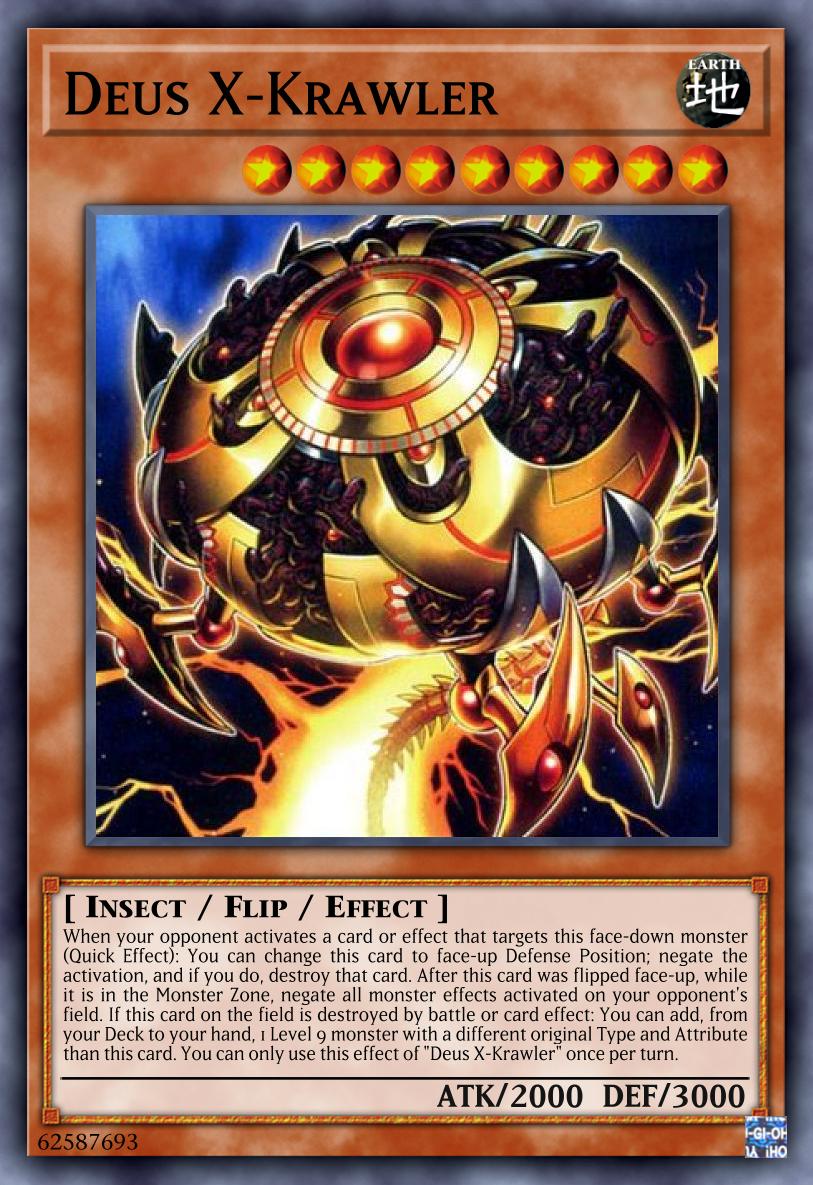 Deus X-Krawler
EARTH
地
[ Insect / Flip / Effect ]
When your opponent activates a card or effect that targets this face-down monster
(Quick Effect): You can change this card to face-up Defense Position; negate the
activation, and if you do, destroy that card. After this card was flipped face-up, while
it is in the Monster Zone, negate all monster effects activated on your opponent's
field. If this card on the field is destroyed by battle or card effect: You can add, from
your Deck to your hand, 1 Level 9 monster with a different original Type and Attribute
than this card. You can only use this effect of "Deus X-Krawler" once per turn.
ATK/2000 DEF/3000
62587693